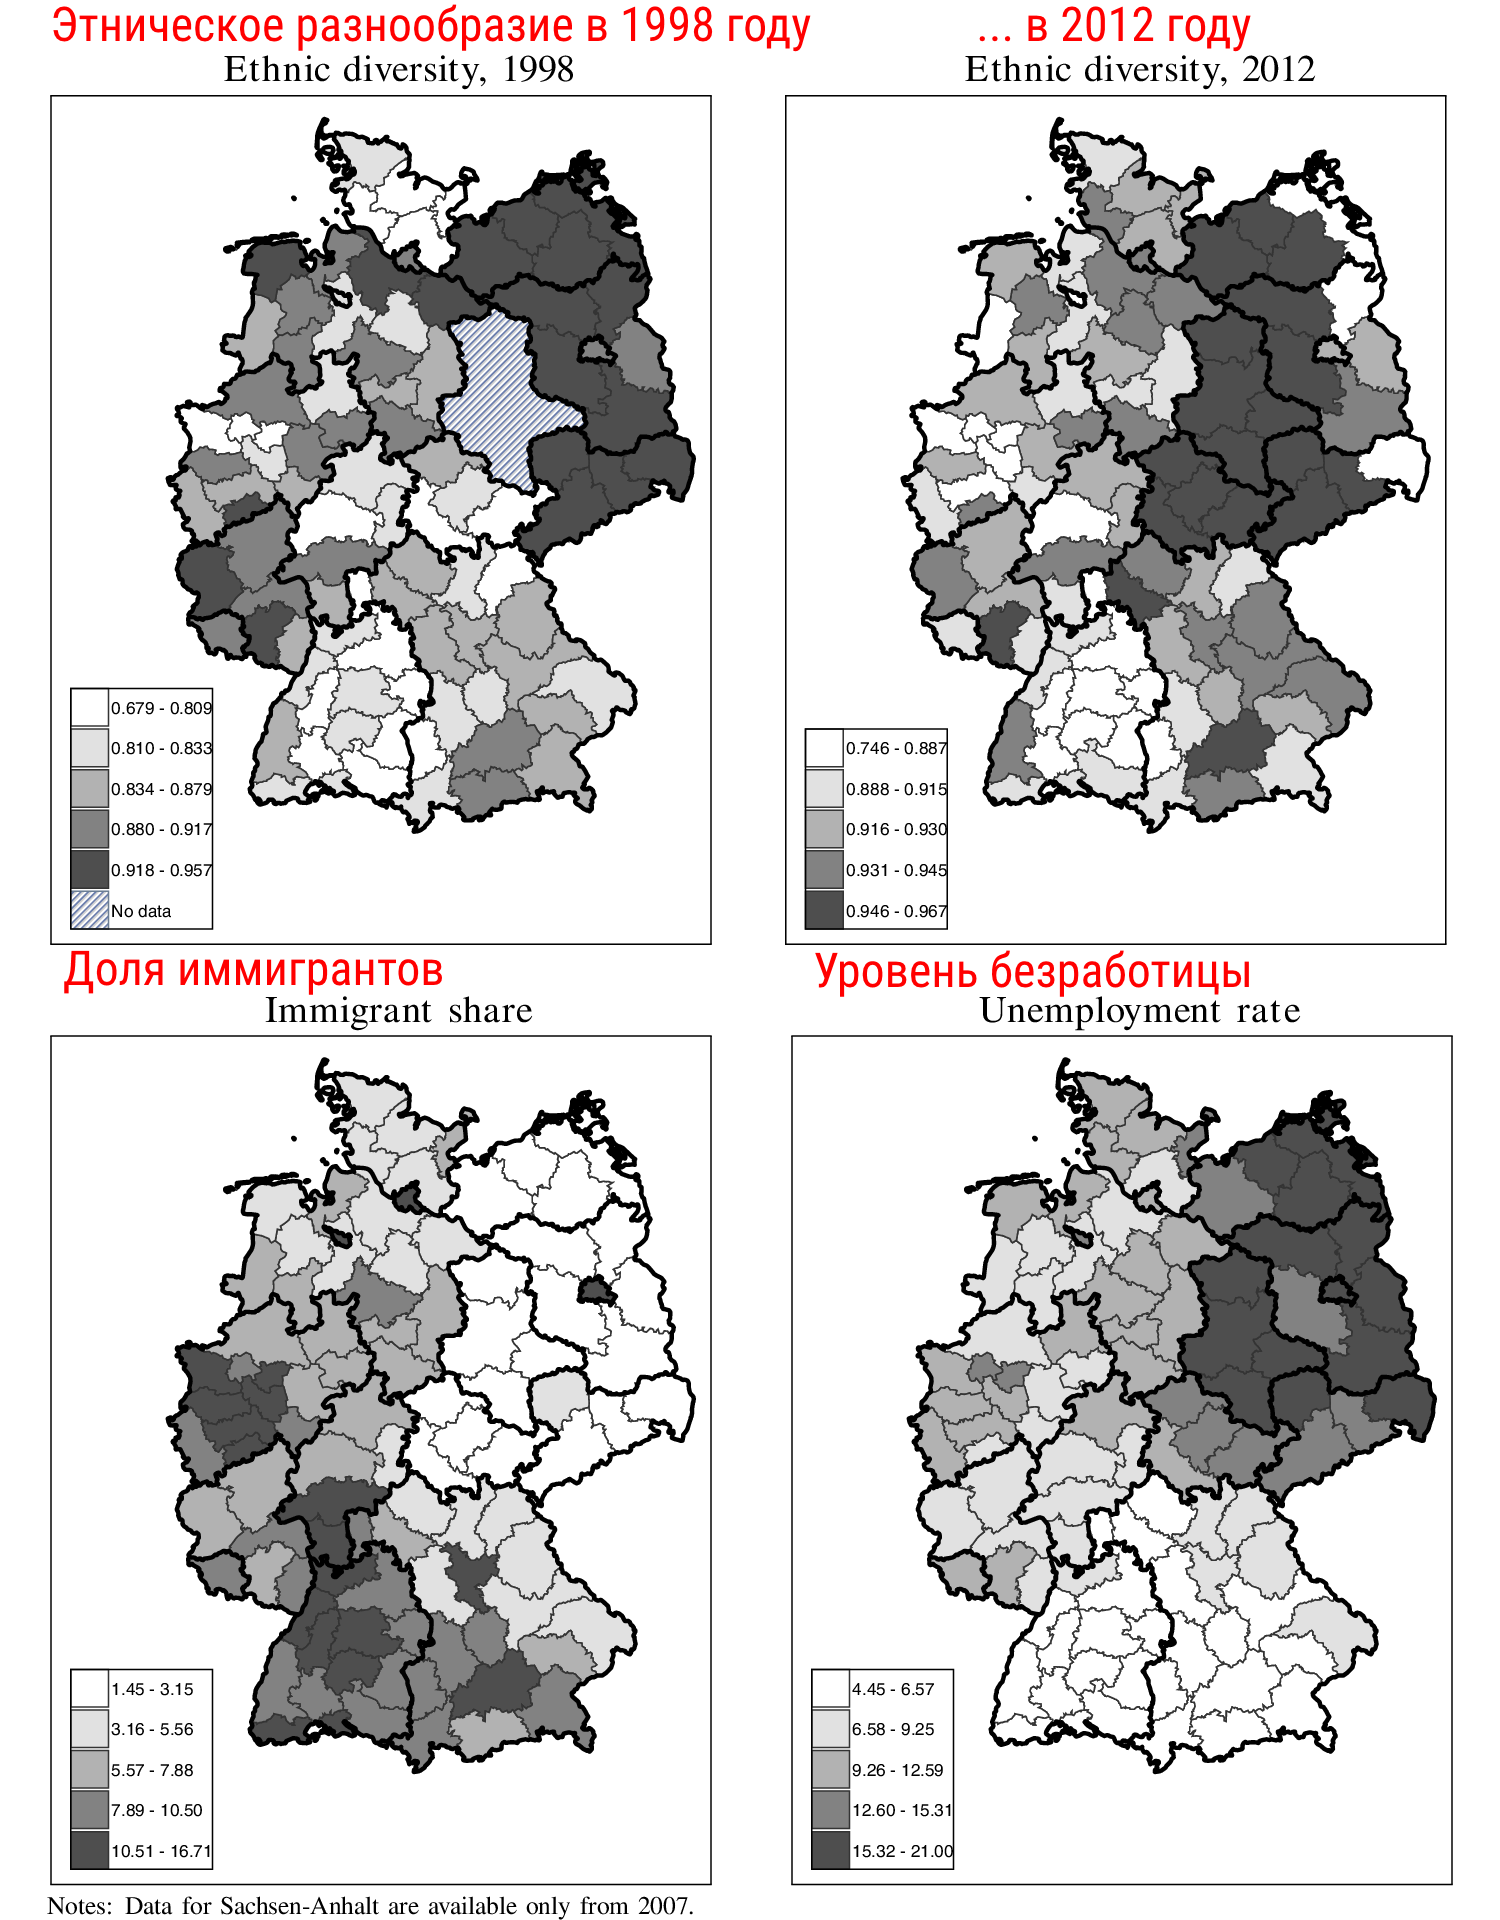 Этническое разнообразие в 1998 году
... в 2012 году
Ethnic diversity, 1998
Ethnic diversity, 2012
0.679 - 0.809
0.810 - 0.833
0.834 - 0.879
0.880 - 0.917
0.918 - 0.957
No data
0.746 - 0.887
0.888 - 0.915
0.916 - 0.930
0.931 - 0.945
0.946 - 0.967
Доля иммигрантов
Уровень безработицы
Immigrant share
Unemployment rate
1.45 - 3.15
3.16 - 5.56
5.57 - 7.88
7.89 - 10.50
10.51 - 16.71
4.45 - 6.57
6.58 - 9.25
9.26 - 12.59
12.60 - 15.31
15.32 - 21.00
Notes: Data for Sachsen-Anhalt are available only from 2007.